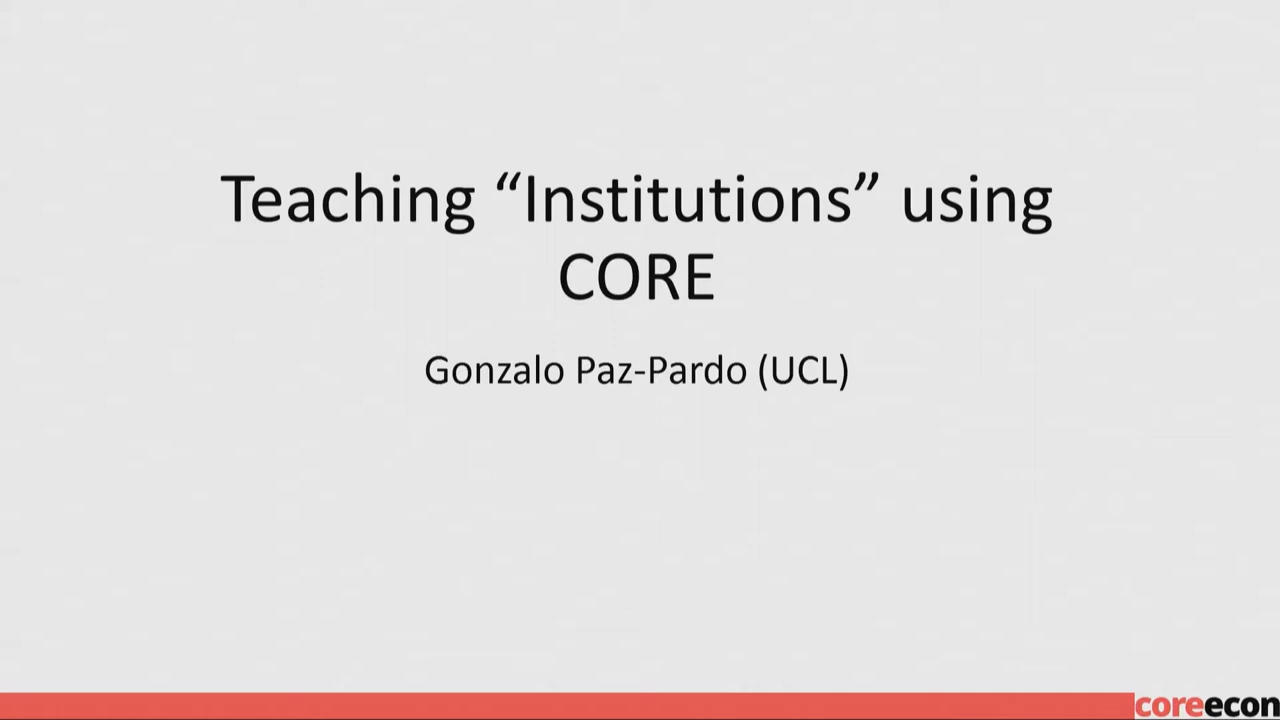 Teaching “Institutions” using
CORE
Gonzalo Paz-Pardo (UCL)
coreecon